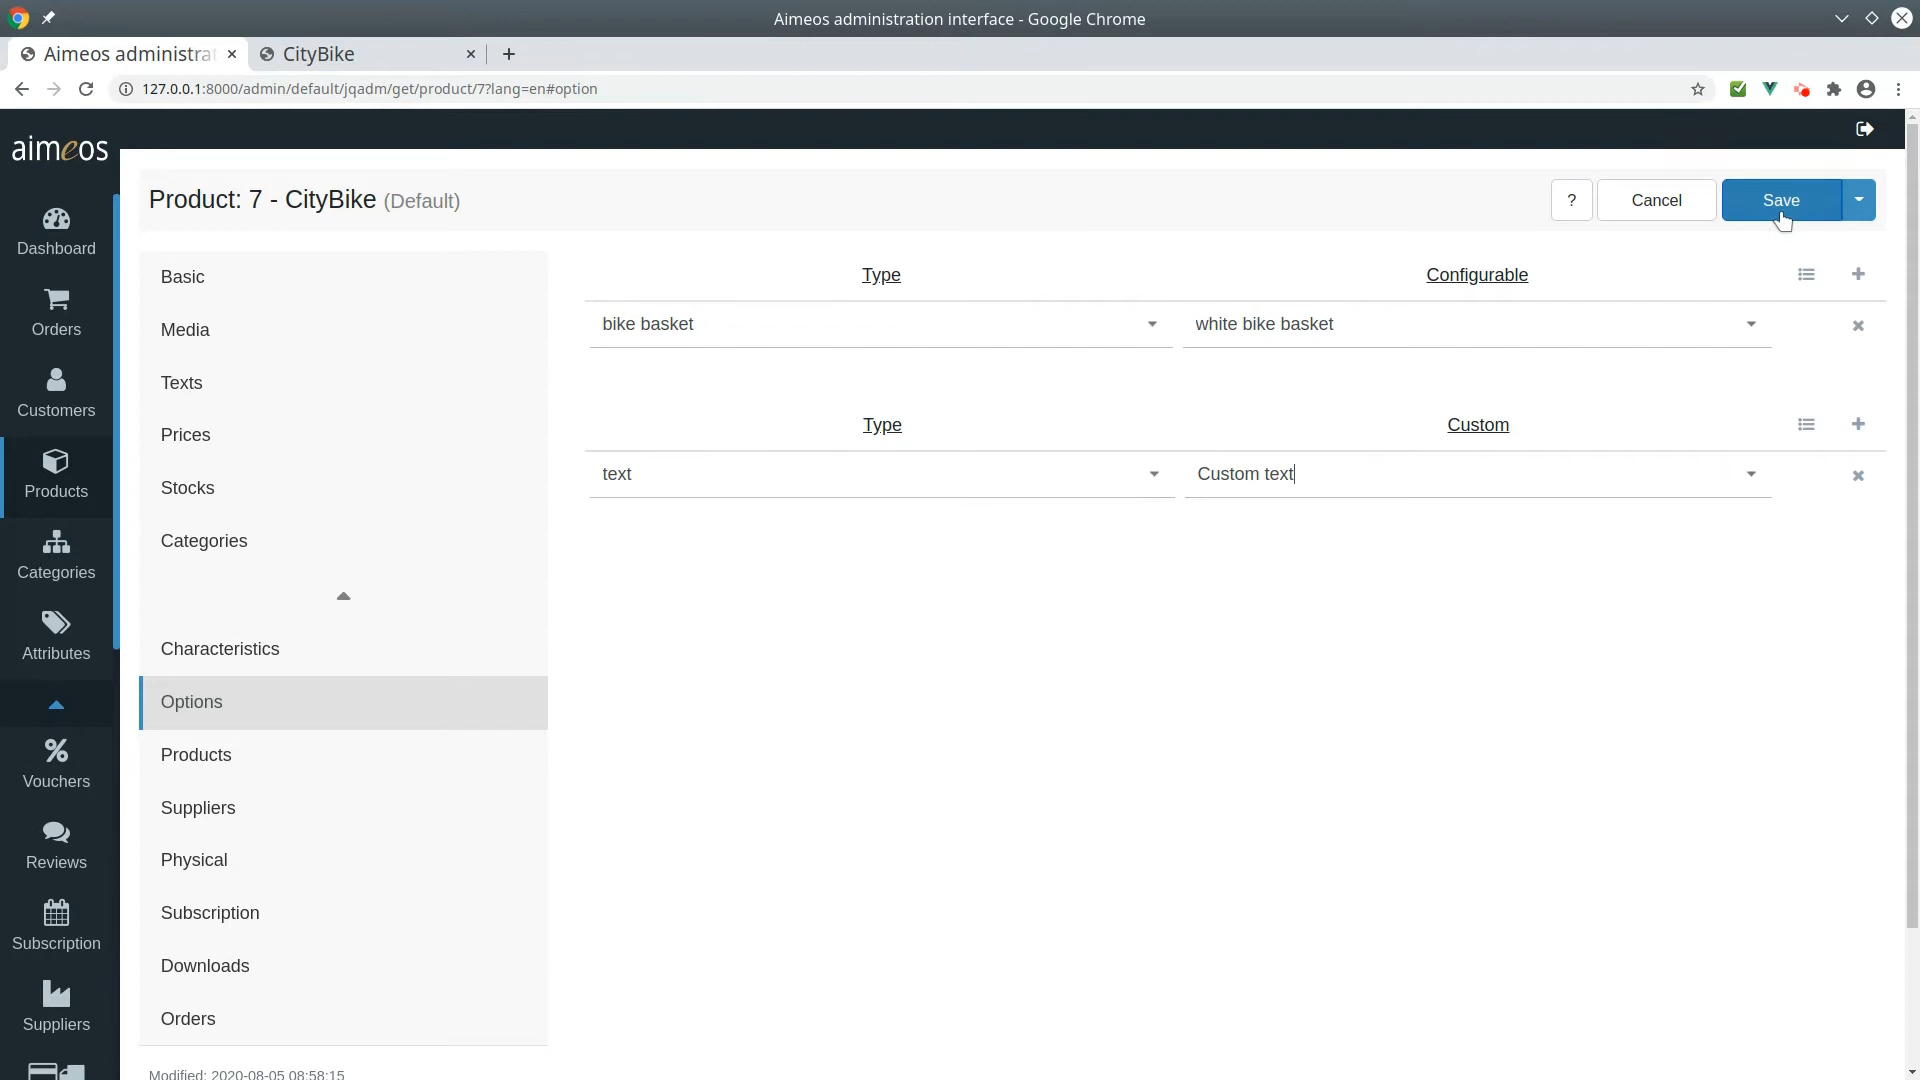 Aimeos administration interface - Google Chrome
Aimeos administra
CityBike
127.0.0.1:8000/admin/default/jqadm/get/product/7?lang=en#option
aimeos
Product: 7 - CityBike (Default)
?
Cancel
Save
Dashboard
Orders
Customers
Products
Categories
Attributes
Vouchers
Reviews
Subscription
Suppliers
Basic
Media
Texts
Prices
Stocks
Categories
Characteristics
Options
Products
Suppliers
Physical
Subscription
Downloads
Orders
Modified: 2020-08-05 08:58:15
Type Configurable
bike basket white bike basket
Type Custom
text Custom text